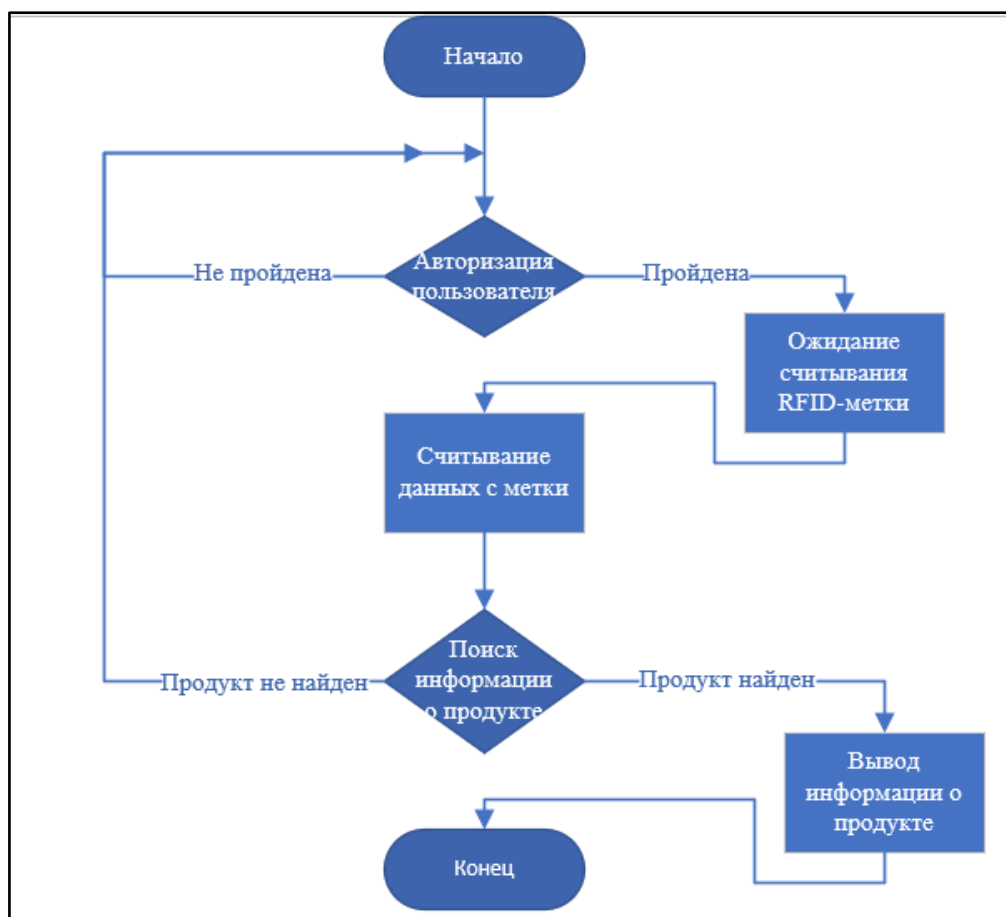 Начало
Авторизация
пользователя
Не пройдена
Пройдена
Ожидание
считывания
RFID-метки
Считывание
данных с метки
Поиск
информации
о продукте
Продукт не найден
Продукт найден
Вывод
информации о
продукте
Конец